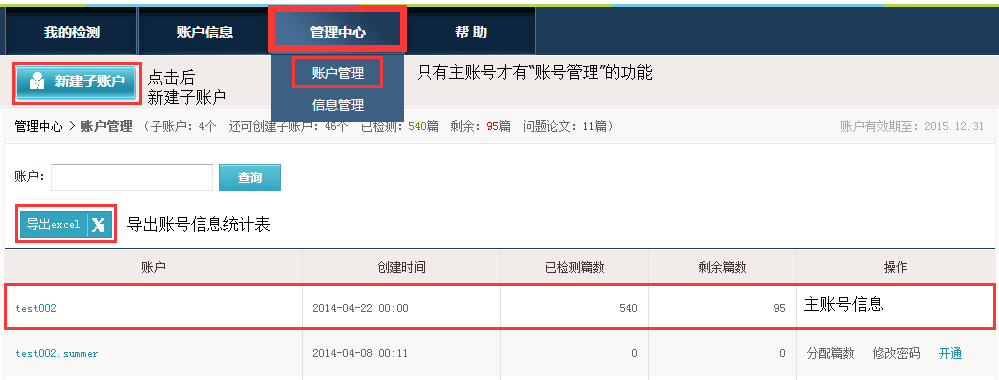 我的检测 账户信息 管理中心 帮 助
新建子账户 点击后 账户管理 只有主账号才有“账号管理”的功能
新建子账户 信息管理
管理中心 > 账户管理 (子账户: 4个 还可创建子账户: 46个 已检测: 540篇 剩余: 95篇 问题论文: 11篇) 账户有效期至: 2015.12.31
账户: 查询
导出excel 导出账号信息统计表
账户 创建时间 已检测篇数 剩余篇数 操作
test002 2014-04-22 00:00 540 95 主账号信息
test002.summer 2014-04-08 00:11 0 0 分配篇数 修改密码 开通